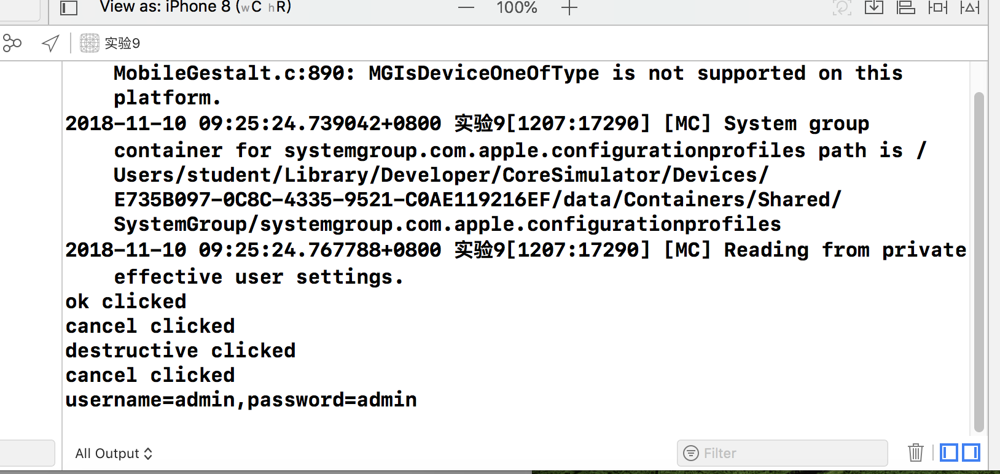 View as: iPhone 8 (wC hR)
100%
实验9
MobileGestalt.c:890: MGIsDeviceOneOfType is not supported on this
platform.
2018-11-10 09:25:24.739042+0800 实验9[1207:17290] [MC] System group
container for systemgroup.com.apple.configurationprofiles path is /
Users/student/Library/Developer/CoreSimulator/Devices/
E735B097-0C8C-4335-9521-C0AE119216EF/data/Containers/Shared/
SystemGroup/systemgroup.com.apple.configurationprofiles
2018-11-10 09:25:24.767788+0800 实验9[1207:17290] [MC] Reading from private
effective user settings.
ok clicked
cancel clicked
destructive clicked
cancel clicked
username=admin,password=admin
All Output
Filter